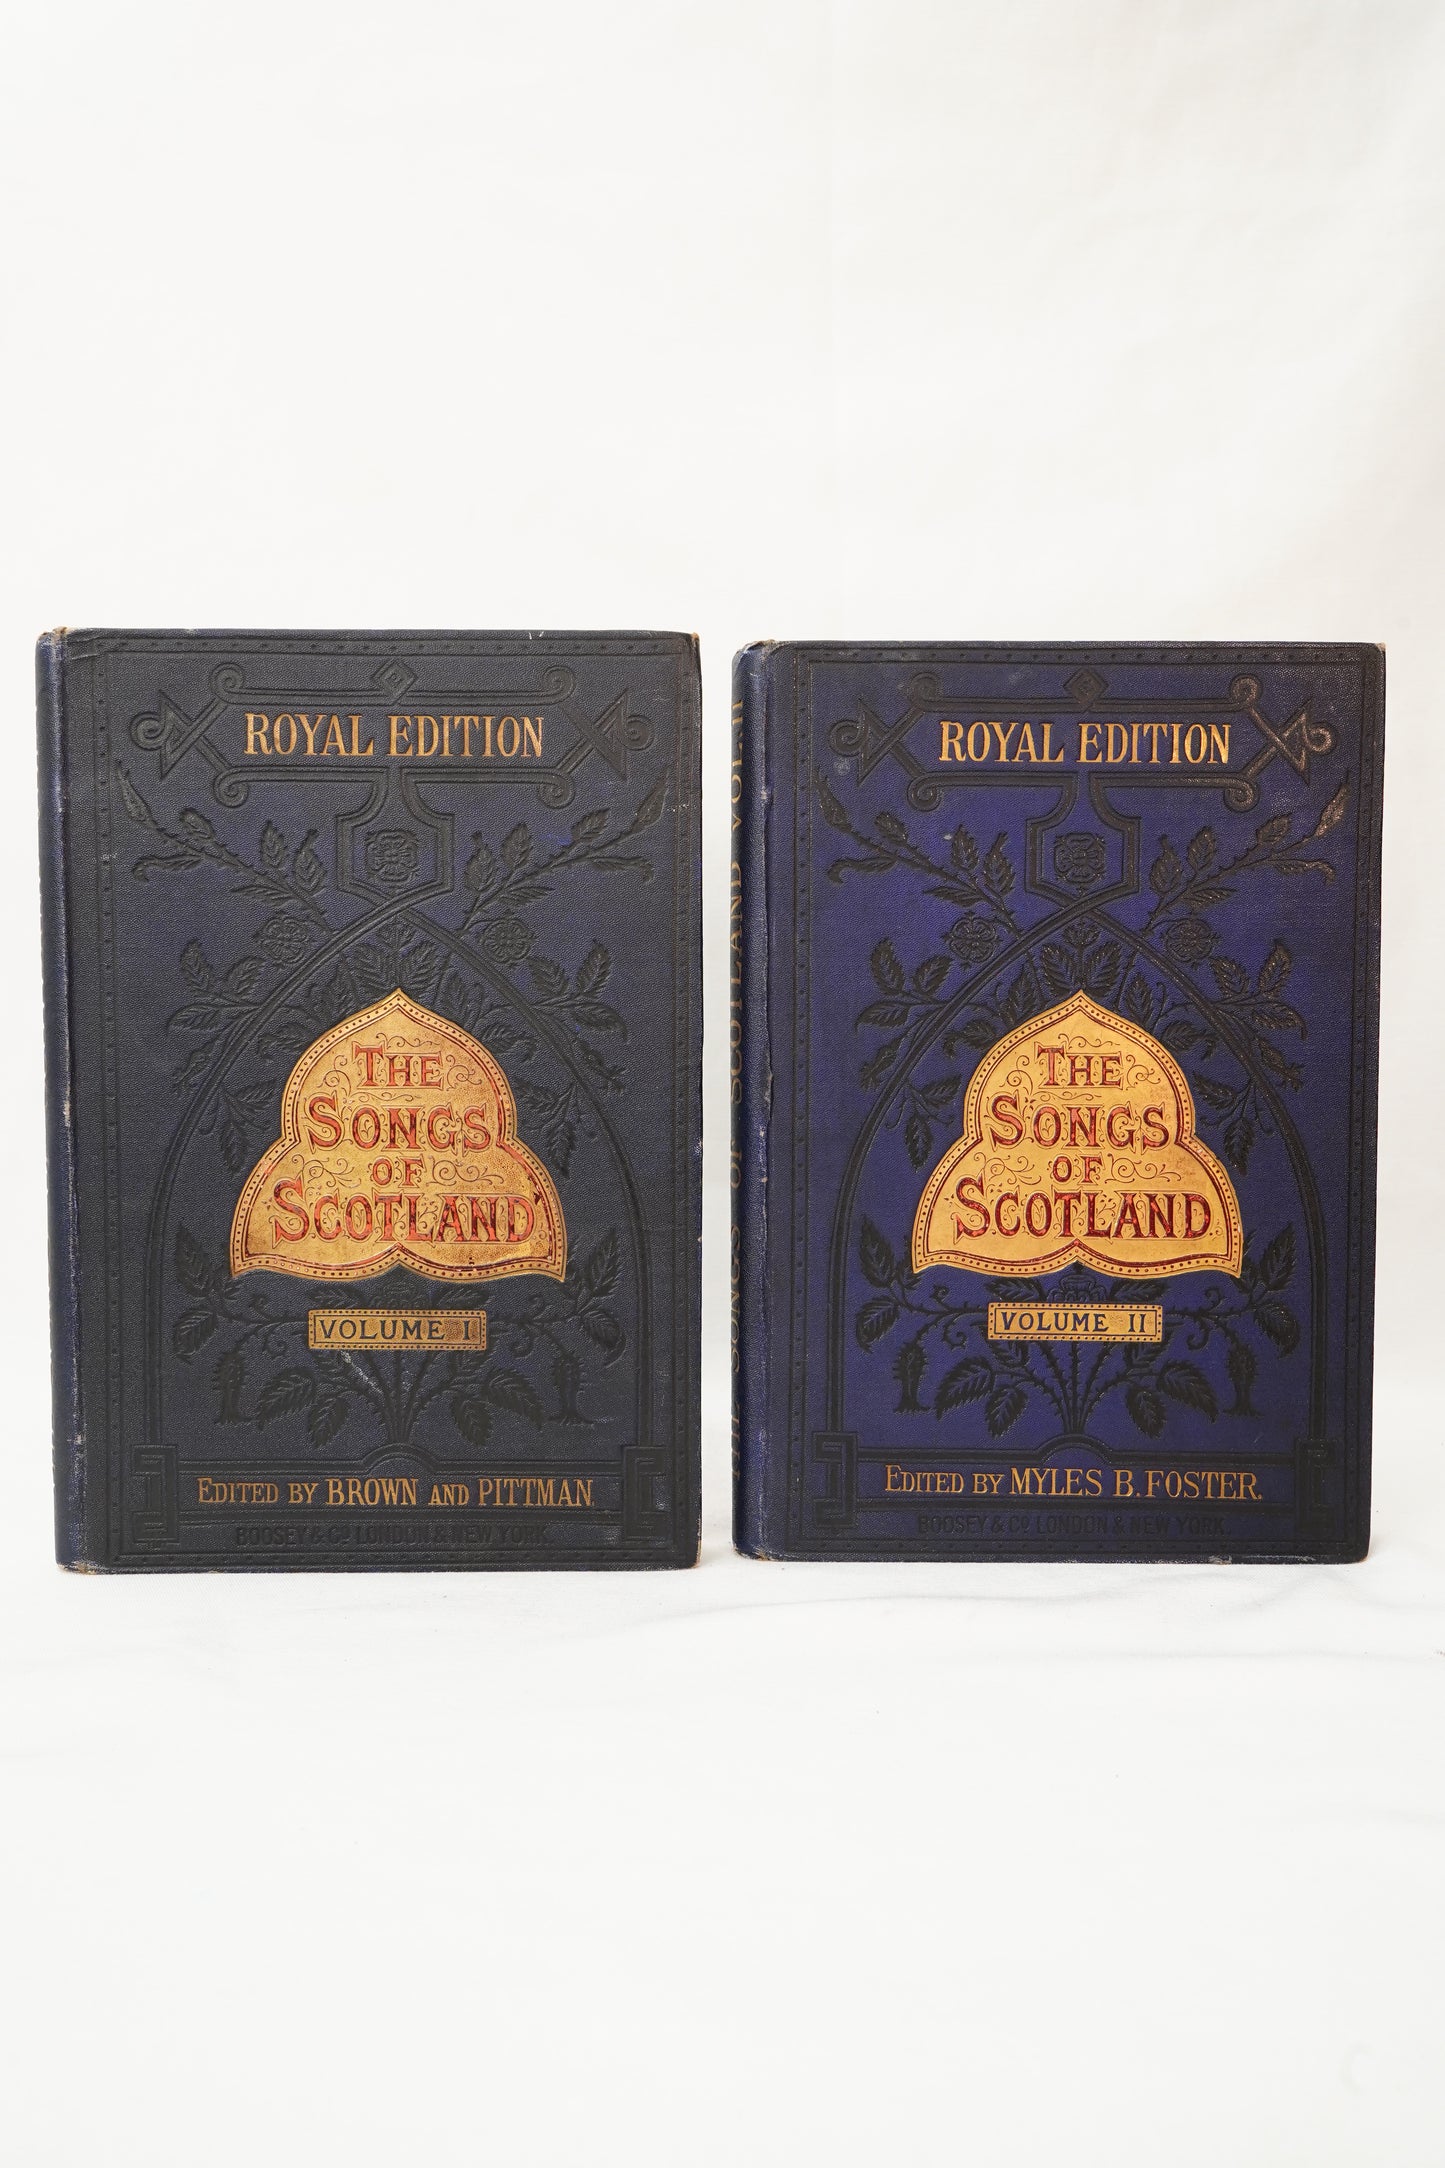 ROYAL EDITION
THE
SONGS
OF
SCOTLAND
VOLUME I
EDITED BY BROWN AND PITTMAN.
BOOSEY & CO LONDON & NEW YORK.
THE SONGS OF SCOTLAND VOL. II
ROYAL EDITION
THE
SONGS
OF
SCOTLAND
VOLUME II
EDITED BY MYLES B. FOSTER.
BOOSEY & CO LONDON & NEW YORK.